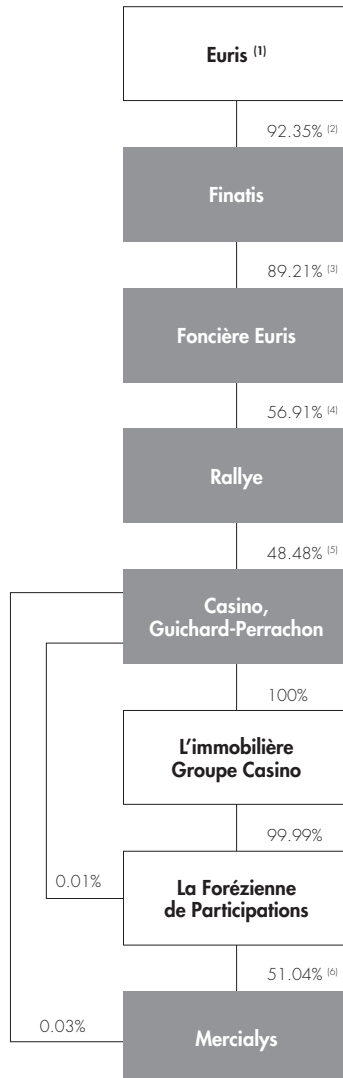 Euris (1)
92.35% (2)
Finatis
89.21% (3)
Foncière Euris
56.91% (4)
Rallye
48.48% (5)
Casino,
Guichard-Perrachon
100%
L'immobilière
Groupe Casino
99.99%
0.01%
La Forézienne
de Participations
51.04% (6)
0.03%
Mercialys